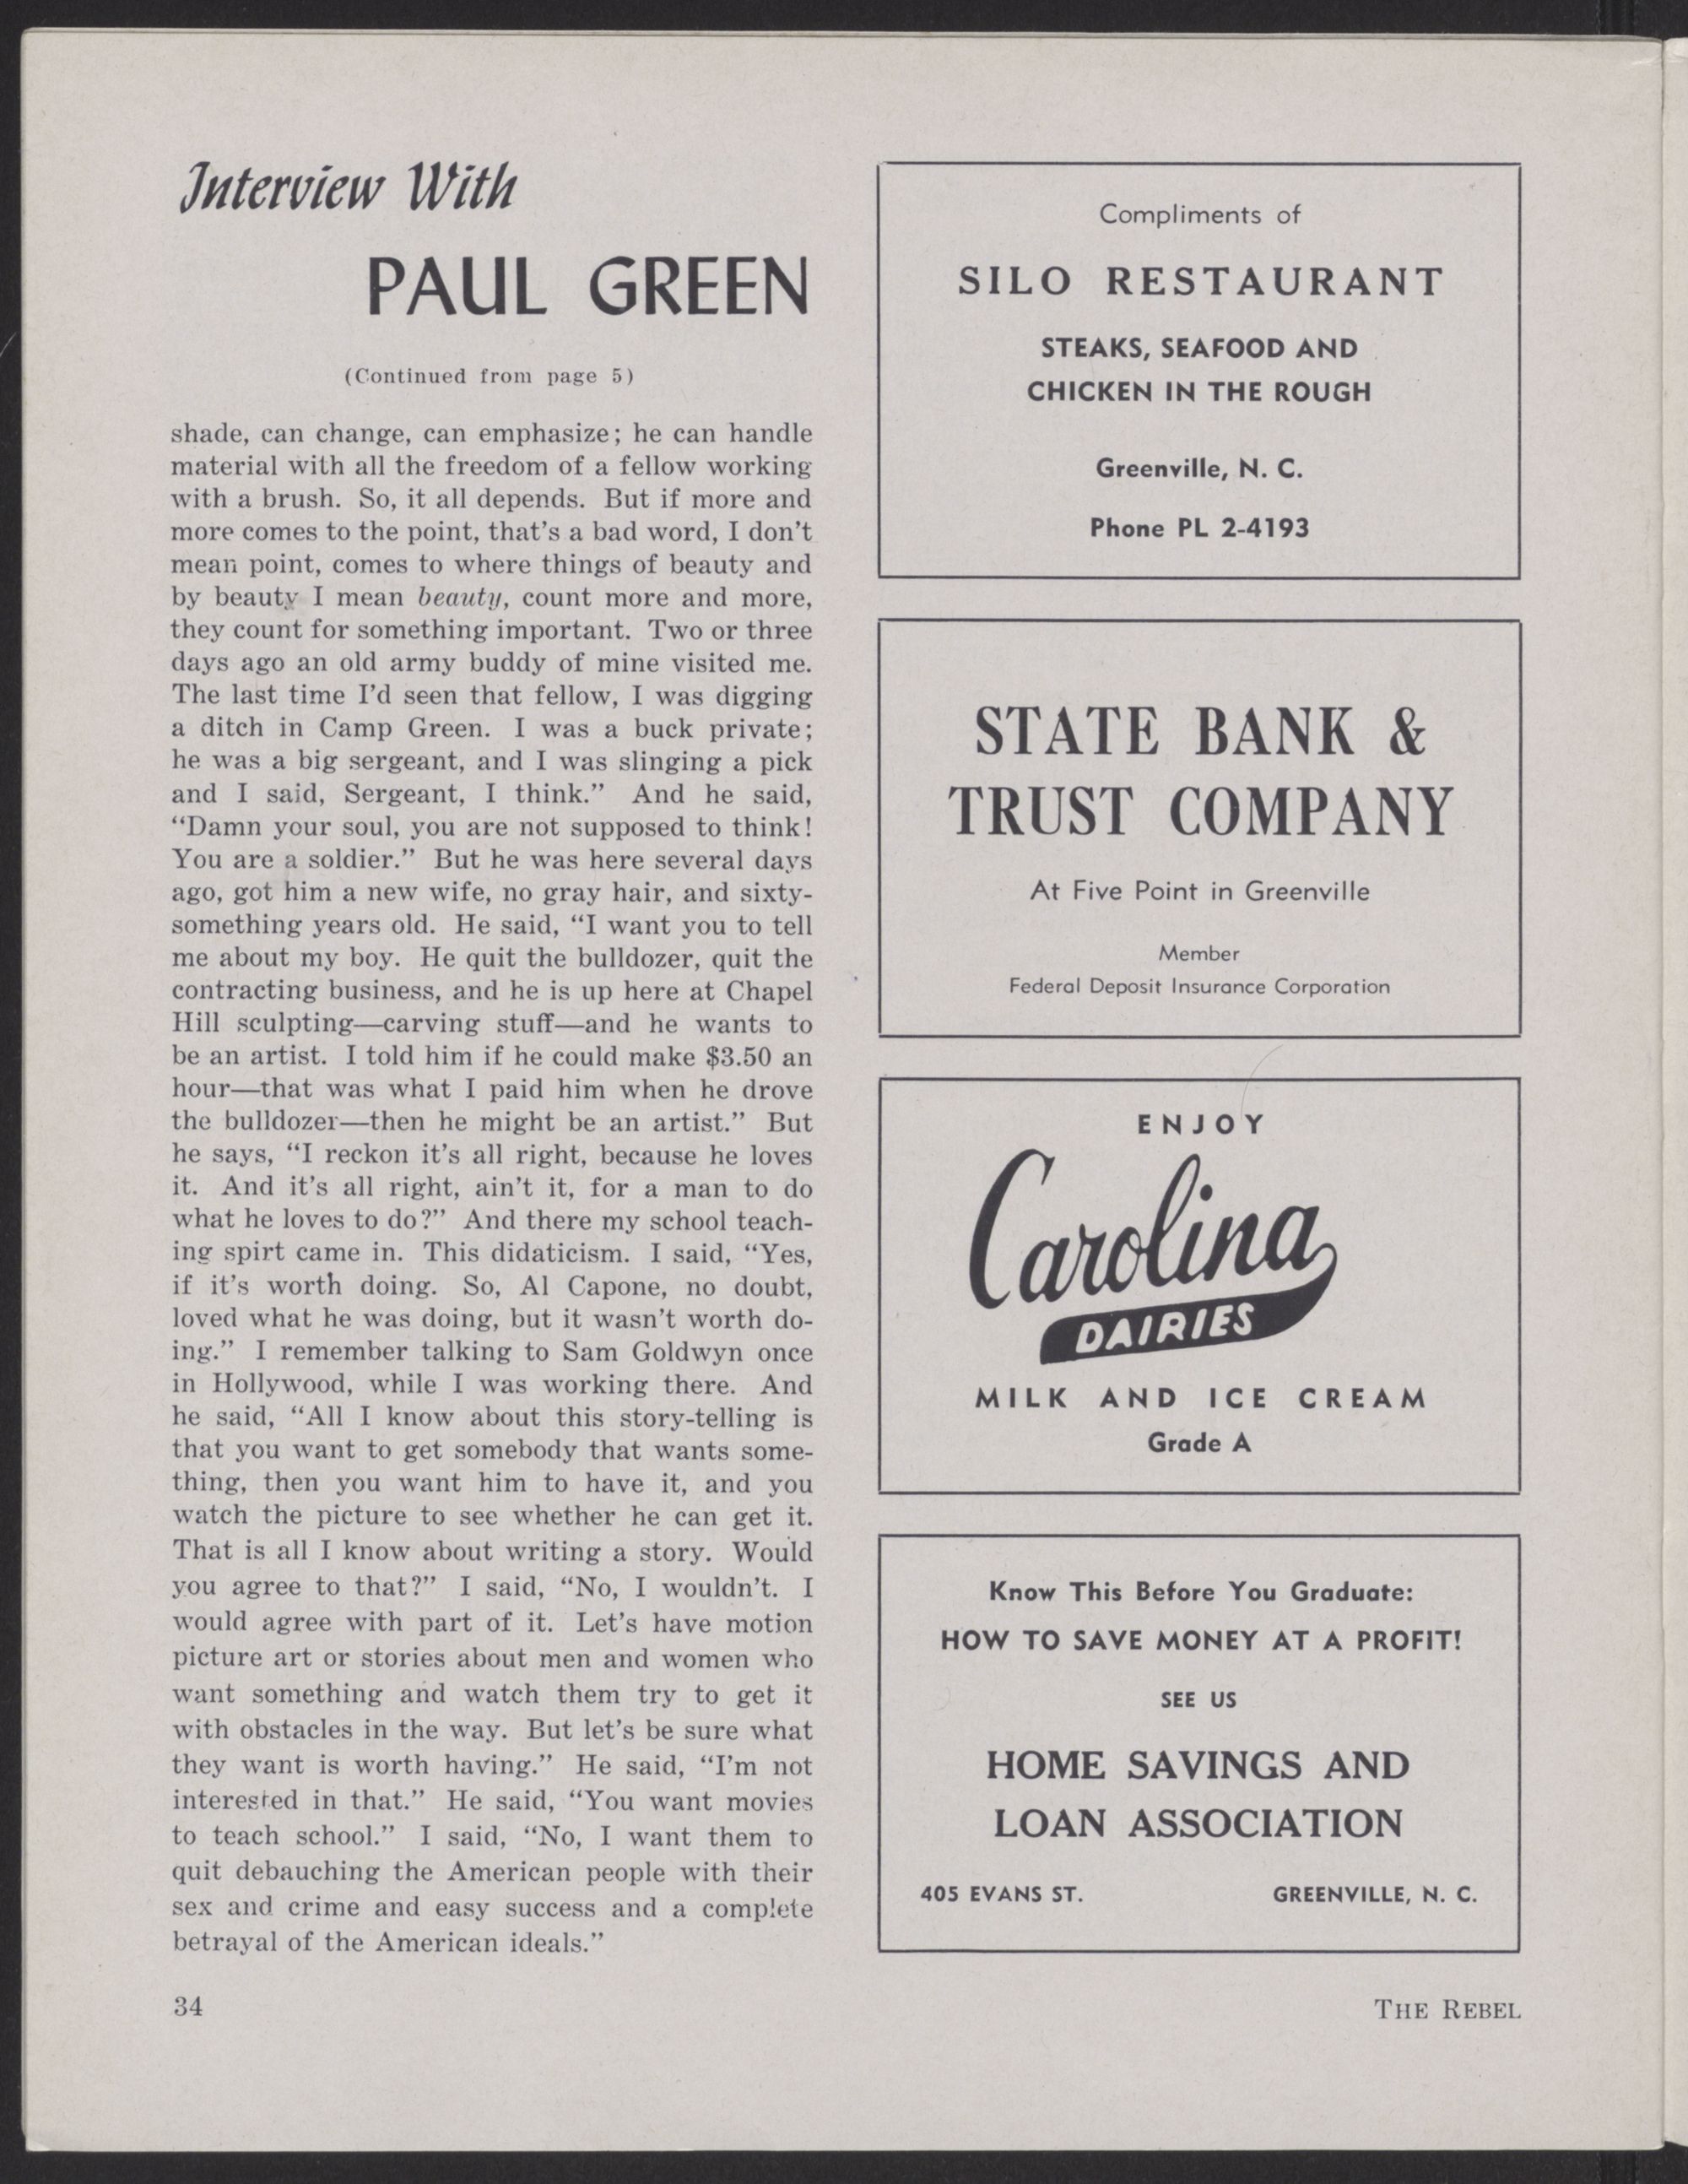 Interview With
PAUL GREEN
(Continued from page 5)
shade, can change, can emphasize; he can handle
material with all the freedom of a fellow working
with a brush. So, it all depends. But if more and
more comes to the point, that's a bad word, I don't
mean point, comes to where things of beauty and
by beauty I mean beauty, count more and more,
they count for something important. Two or three
days ago an old army buddy of mine visited me.
The last time I'd seen that fellow, I was digging
a ditch in Camp Green. I was a buck private;
he was a big sergeant, and I was slinging a pick
and I said, Sergeant, I think.” And he said,
“Damn your soul, you are not supposed to think!
You are a soldier.” But he was here several days
ago, got him a new wife, no gray hair, and sixty-
something years old. He said, “I want you to tell
me about my boy. He quit the bulldozer, quit the
contracting business, and he is up here at Chapel
Hill sculpting—carving stuff—and he wants to
be an artist. I told him if he could make $3.50 an
hour—that was what I paid him when he drove
the bulldozer—then he might be an artist.” But
he says, “I reckon it's all right, because he loves
it. And it's all right, ain't it, for a man to do
what he loves to do?” And there my school teach-
ing spirt came in. This didaticism. I said, “Yes,
if it's worth doing. So, Al Capone, no doubt,
loved what he was doing, but it wasn't worth do-
ing.” I remember talking to Sam Goldwyn once
in Hollywood, while I was working there. And
he said, “All I know about this story-telling is
that you want to get somebody that wants some-
thing, then you want him to have it, and you
watch the picture to see whether he can get it.
That is all I know about writing a story. Would
you agree to that?” I said, “No, I wouldn't. I
would agree with part of it. Let's have motion
picture art or stories about men and women who
want something and watch them try to get it
with obstacles in the way. But let's be sure what
they want is worth having.” He said, “I'm not
interested in that.” He said, “You want movies
to teach school.” I said, “No, I want them to
quit debauching the American people with their
sex and crime and easy success and a complete
betrayal of the American ideals.”
Compliments of
SILO RESTAURANT
STEAKS, SEAFOOD AND
CHICKEN IN THE ROUGH
Greenville, N. C.
Phone PL 2-4193
STATE BANK &
TRUST COMPANY
At Five Point in Greenville
Member
Federal Deposit Insurance Corporation
ENJOY
Carolina
DAIRIES
MILK AND ICE CREAM
Grade A
Know This Before You Graduate:
HOW TO SAVE MONEY AT A PROFIT!
SEE US
HOME SAVINGS AND
LOAN ASSOCIATION
405 EVANS ST. GREENVILLE, N. C.
34
THE REBEL